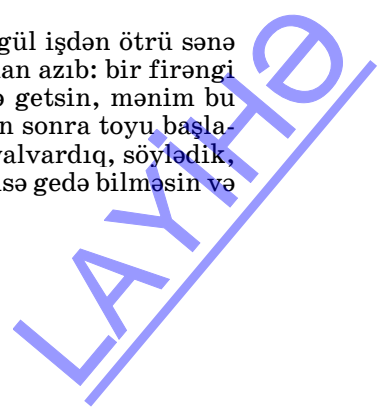 gül işdən ötrü sənə
an azıb: bir firəngi
ə getsin, mənim bu
n sonra toyu başla-
valvardıq, söylədik,
sə gedə bilməsin və
LAYİHƏ